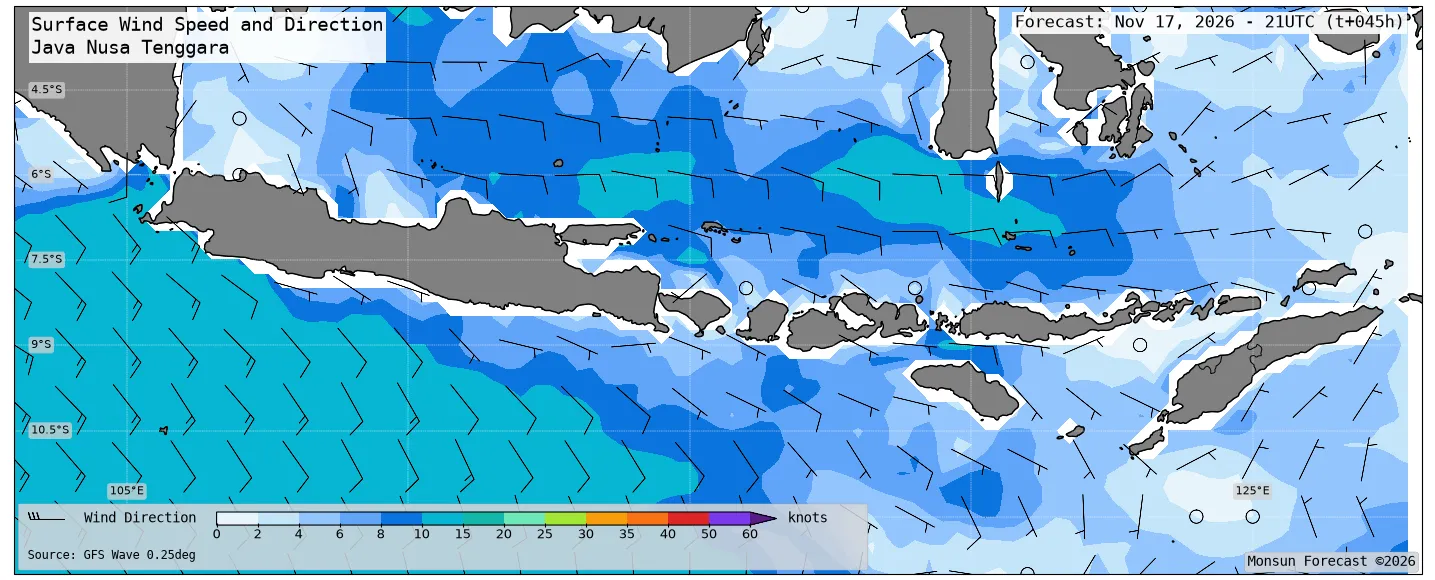 Surface Wind Speed and Direction
Java Nusa Tenggara
Forecast: Nov 17, 2026 - 21UTC (t+045h)
4.5°S
6°S
7.5°S
9°S
10.5°S
105°E
125°E
Wind Direction
0 2 4 6 8 10 15 20 25 30 35 40 50 60
knots
Source: GFS Wave 0.25deg
Monsun Forecast ©2026